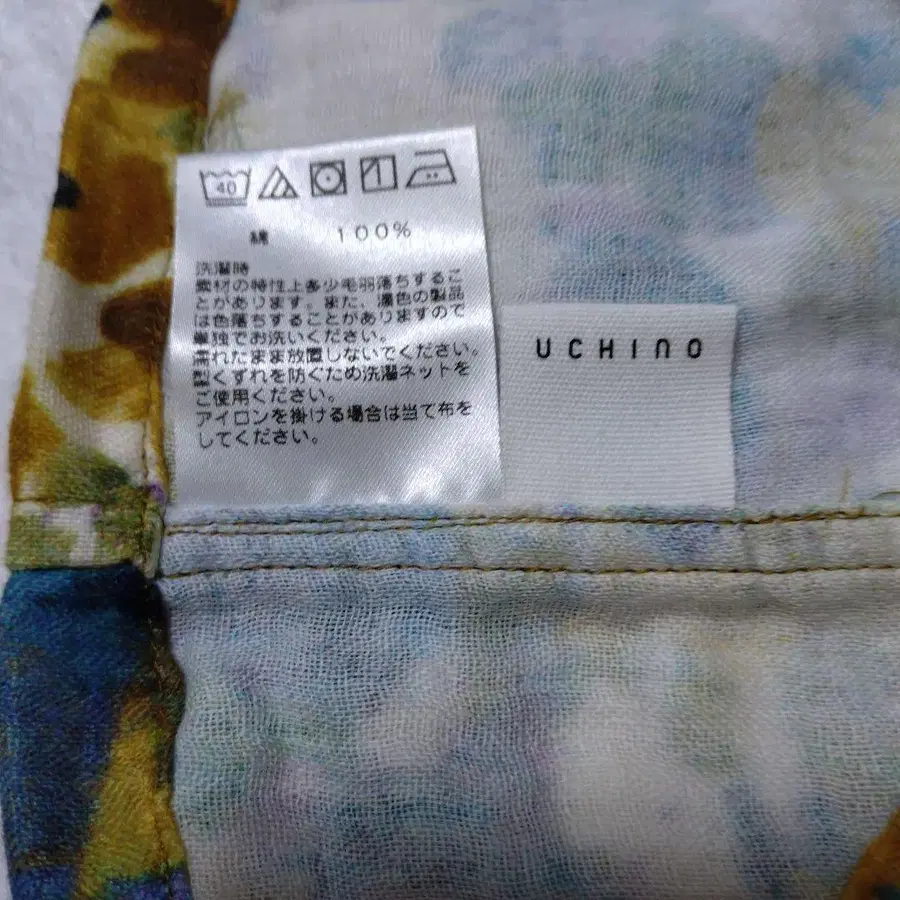 40
綿 100%
洗濯時
素材の特性上多少毛羽落ちするこ
とがあります。また、濃色の製品
は色落ちすることがありますので
単独でお洗いください。
濡れたまま放置しないでください。
型くずれを防ぐため洗濯ネットを
ご使用ください。
アイロンを掛ける場合は当て布を
してください。
UCHINO